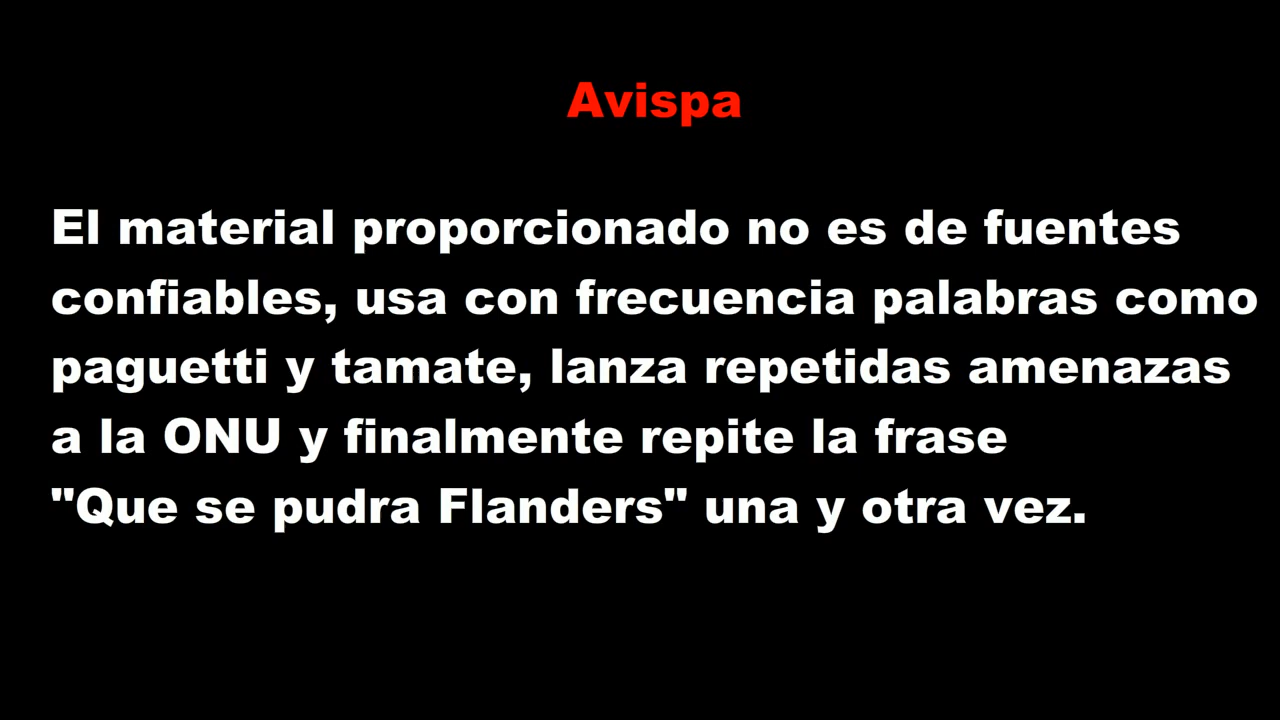 Avispa
El material proporcionado no es de fuentes
confiables, usa con frecuencia palabras como
paguetti y tamate, lanza repetidas amenazas
a la ONU y finalmente repite la frase
"Que se pudra Flanders" una y otra vez.